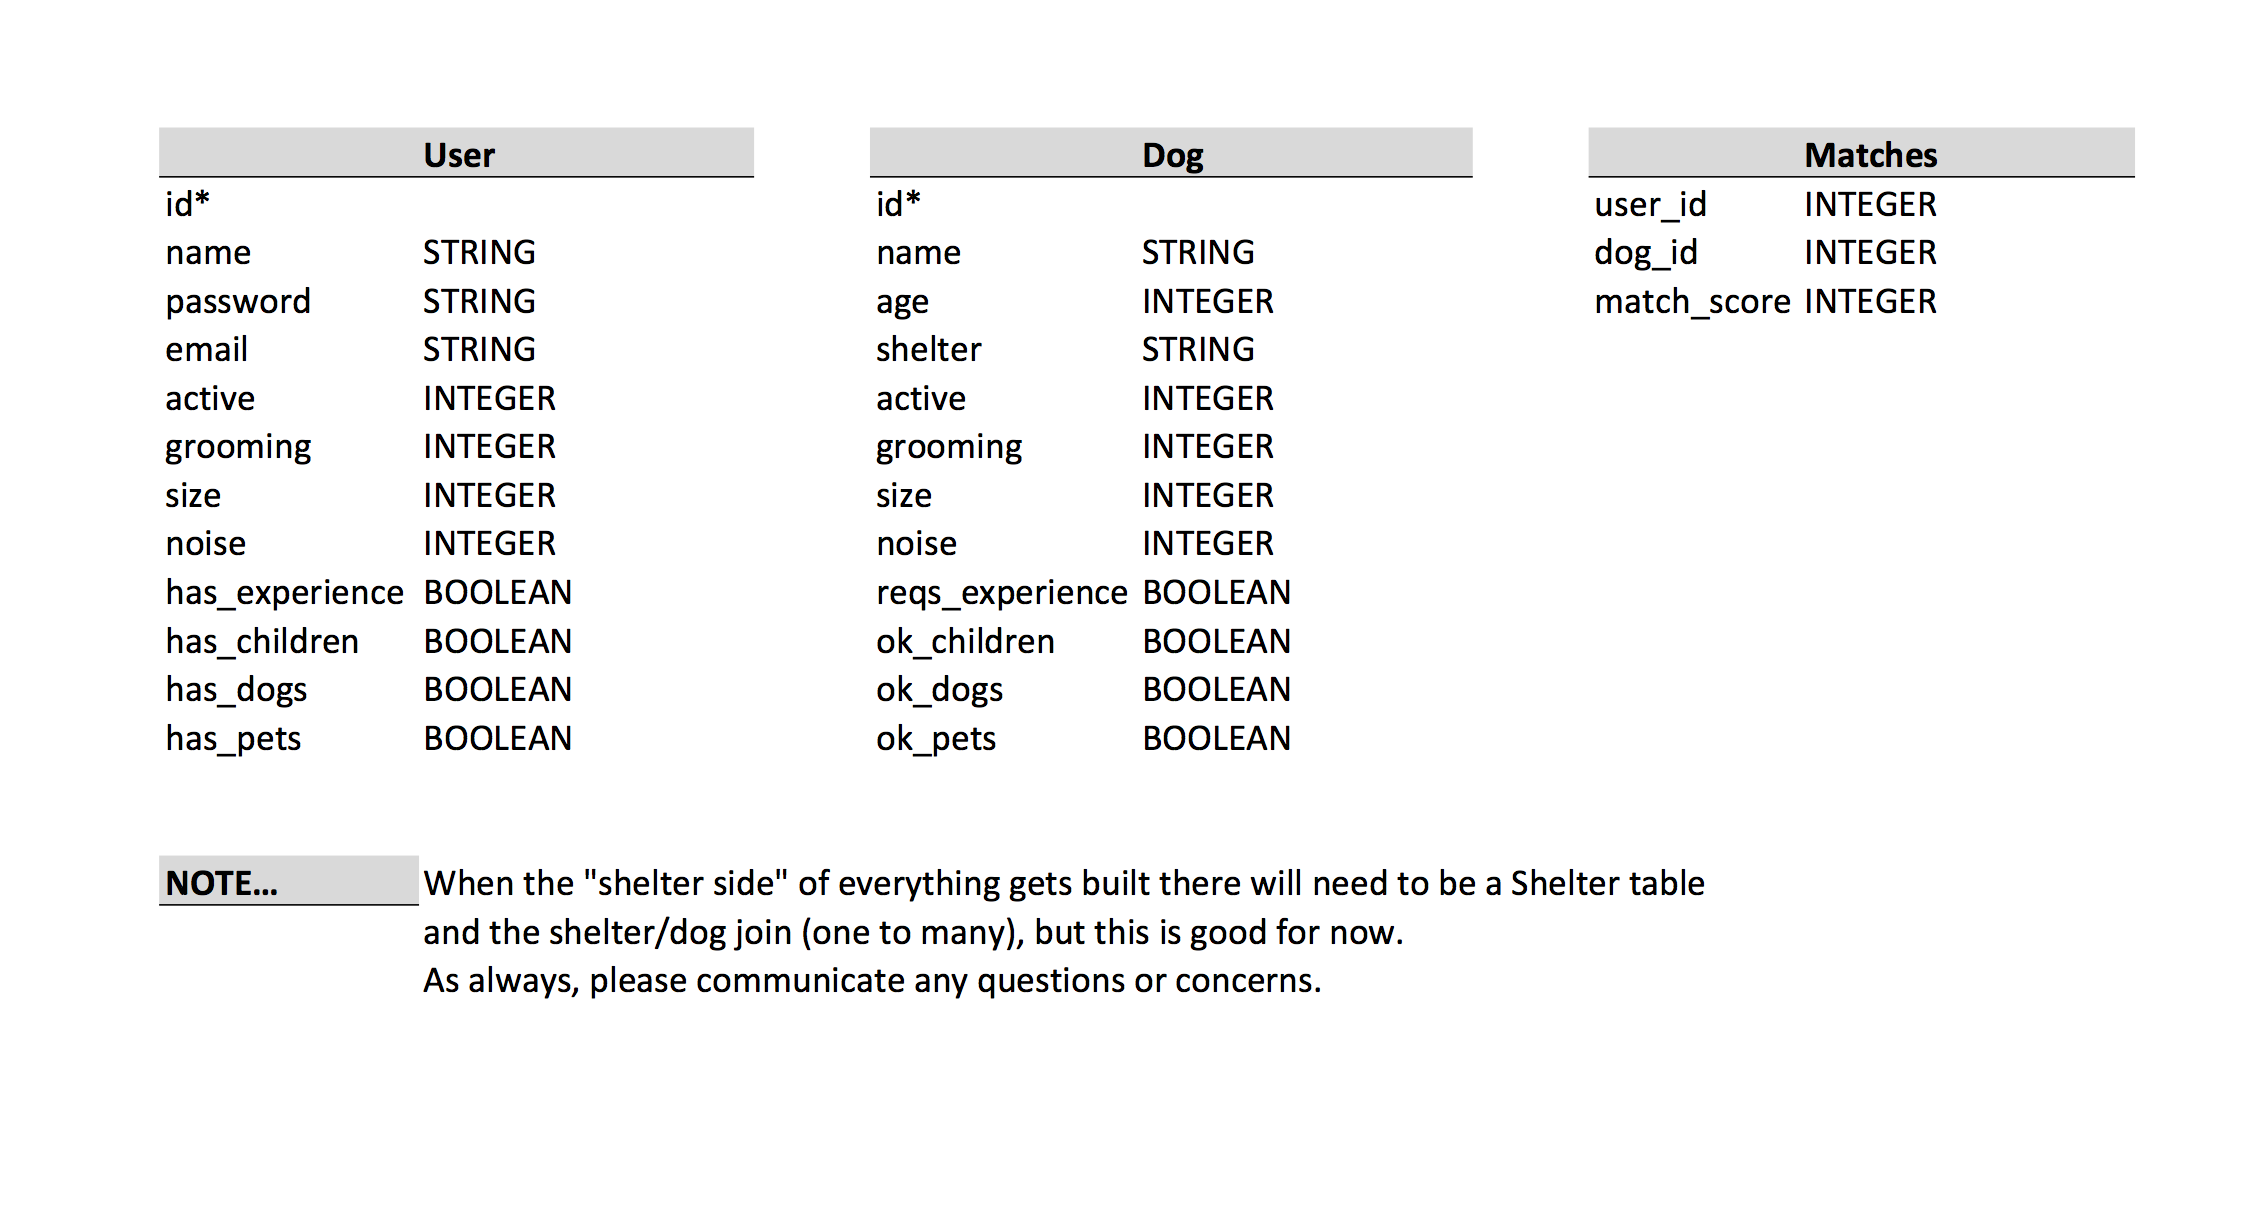 User
id*
name STRING
password STRING
email STRING
active INTEGER
grooming INTEGER
size INTEGER
noise INTEGER
has_experience BOOLEAN
has_children BOOLEAN
has_dogs BOOLEAN
has_pets BOOLEAN
Dog
id*
name STRING
age INTEGER
shelter STRING
active INTEGER
grooming INTEGER
size INTEGER
noise INTEGER
reqs_experience BOOLEAN
ok_children BOOLEAN
ok_dogs BOOLEAN
ok_pets BOOLEAN
Matches
user_id INTEGER
dog_id INTEGER
match_score INTEGER
NOTE... When the "shelter side" of everything gets built there will need to be a Shelter table
and the shelter/dog join (one to many), but this is good for now.
As always, please communicate any questions or concerns.